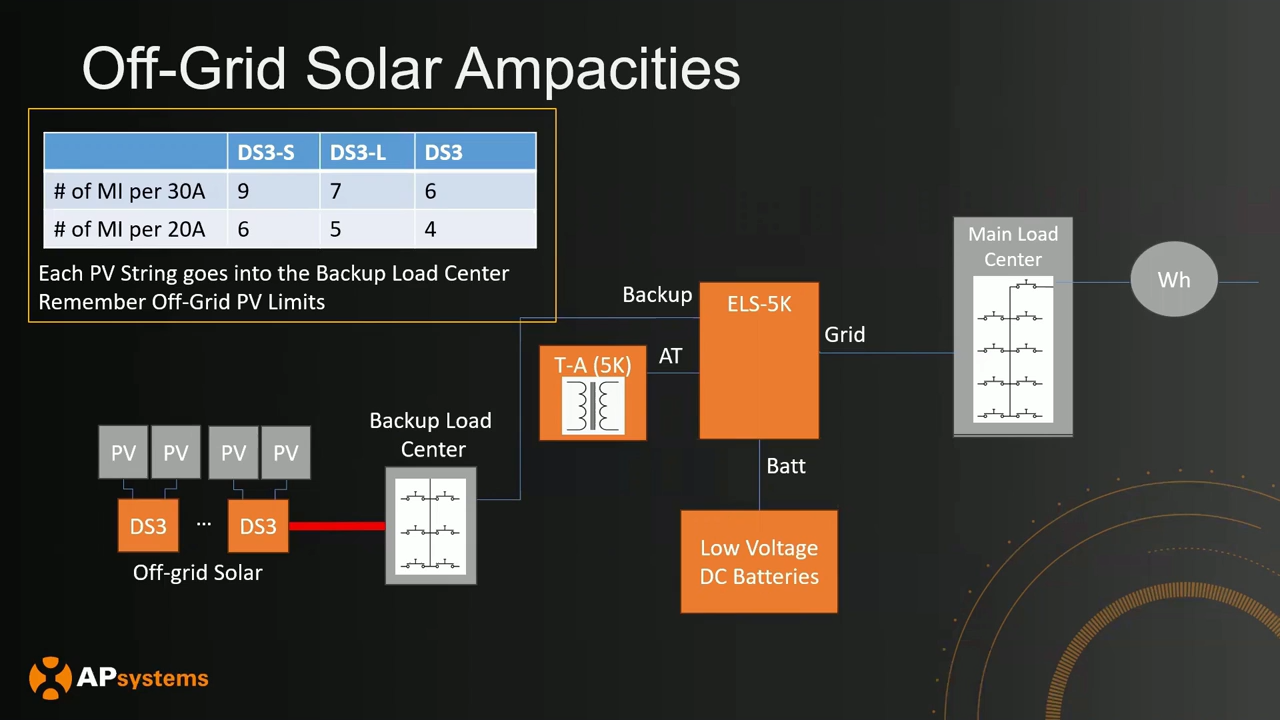 Off-Grid Solar Ampacities
DS3-S DS3-L DS3
# of MI per 30A 9 7 6
# of MI per 20A 6 5 4
Each PV String goes into the Backup Load Center
Remember Off-Grid PV Limits
Main Load
Center
Wh
Backup
ELS-5K
Grid
T-A (5K)
AT
Backup Load
Center
Batt
PV PV PV PV
DS3 ... DS3
Off-grid Solar
Low Voltage
DC Batteries
APsystems